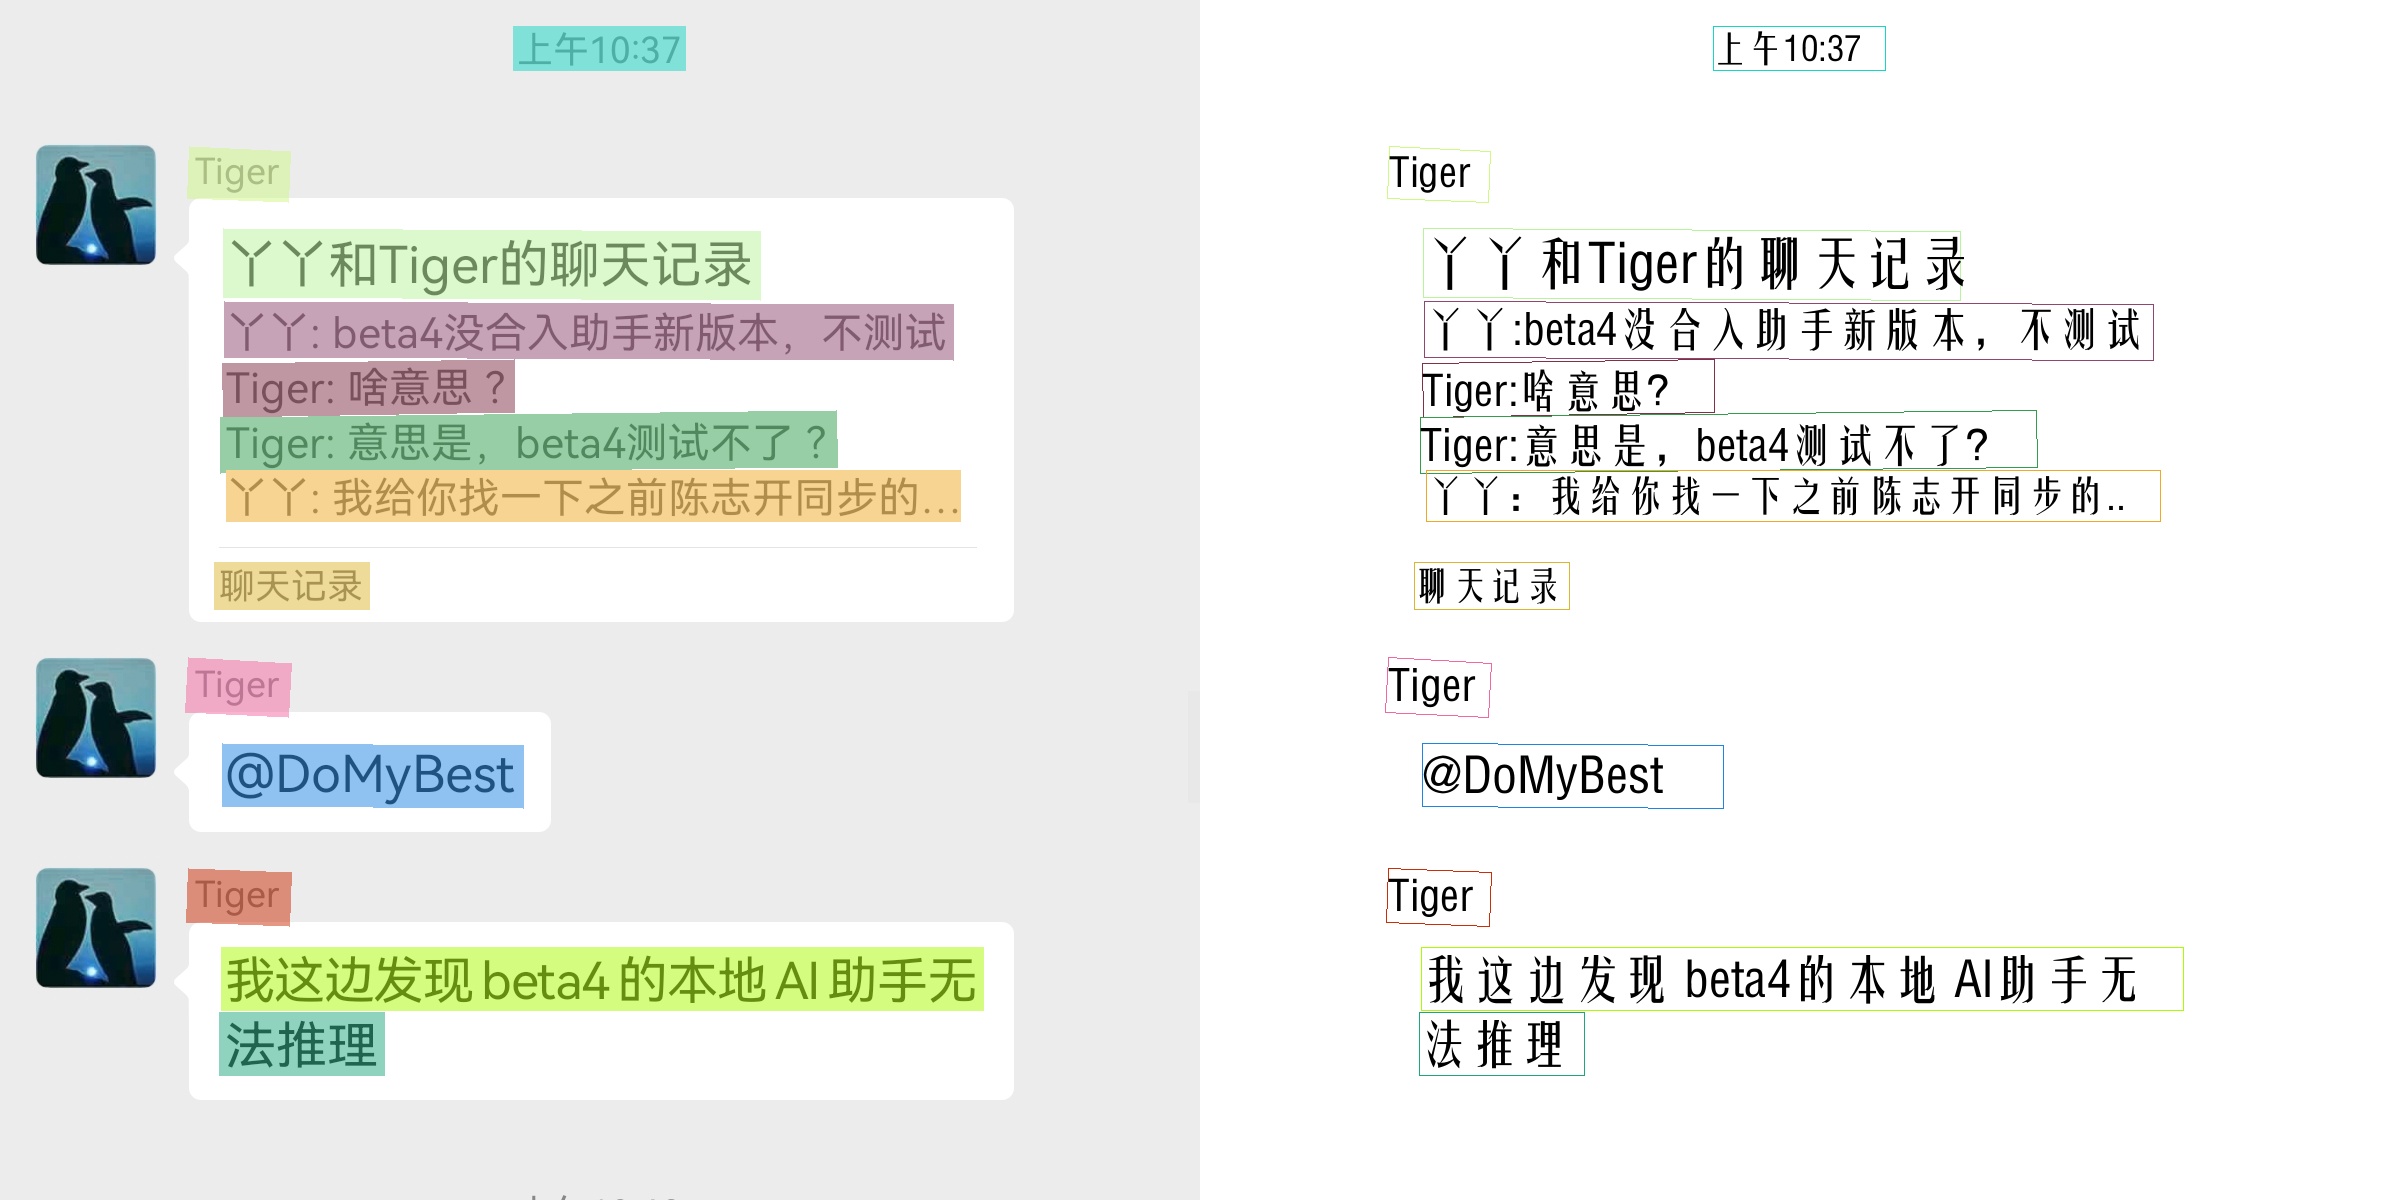 上午10:37
Tiger
丫丫和Tiger的聊天记录
丫丫: beta4没合入助手新版本，不测试
Tiger: 啥意思？
Tiger: 意思是，beta4测试不了？
丫丫: 我给你找一下之前陈志开同步的...
聊天记录
Tiger
@DoMyBest
Tiger
我这边发现 beta4 的本地 AI 助手无
法推理
上午10:37
Tiger
丫丫和Tiger的聊天记录
丫丫:beta4没合入助手新版本，不测试
Tiger:啥意思?
Tiger:意思是，beta4测试不了?
丫丫：我给你找一下之前陈志开同步的..
聊天记录
Tiger
@DoMyBest
Tiger
我这边发现 beta4的本地 AI助手无
法推理